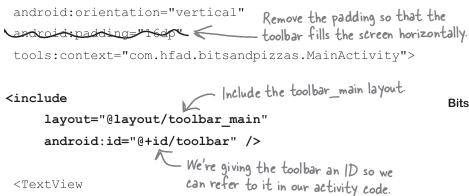 android:orientation="vertical"
Remove the padding so that the
android:padding="16dp"
toolbar fills the screen horizontally.
tools:context="com.hfad.bitsandpizzas.MainActivity">
Include the toolbar_main layout.
<include
Bits
layout="@layout/toolbar_main"
android:id="@+id/toolbar" />
We're giving the toolbar an ID so we
can refer to it in our activity code.
<TextView